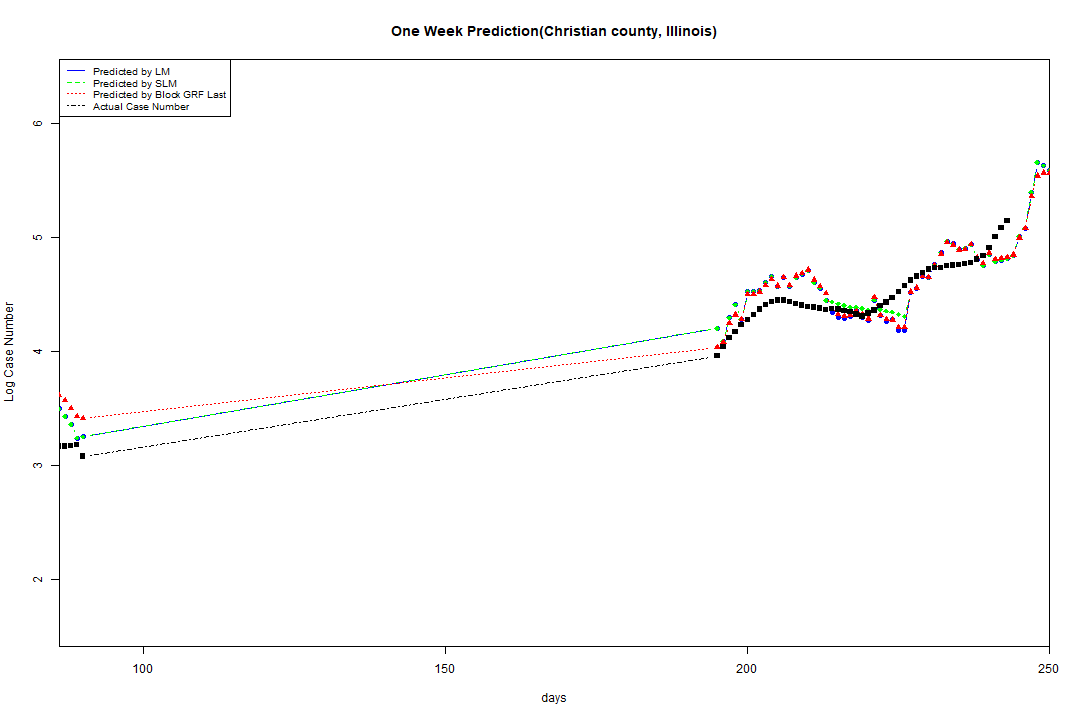 One Week Prediction(Christian county, Illinois)
Predicted by LM
Predicted by SLM
Predicted by Block GRF Last
Actual Case Number
6
5
4
3
2
Log Case Number
100
150
200
250
days